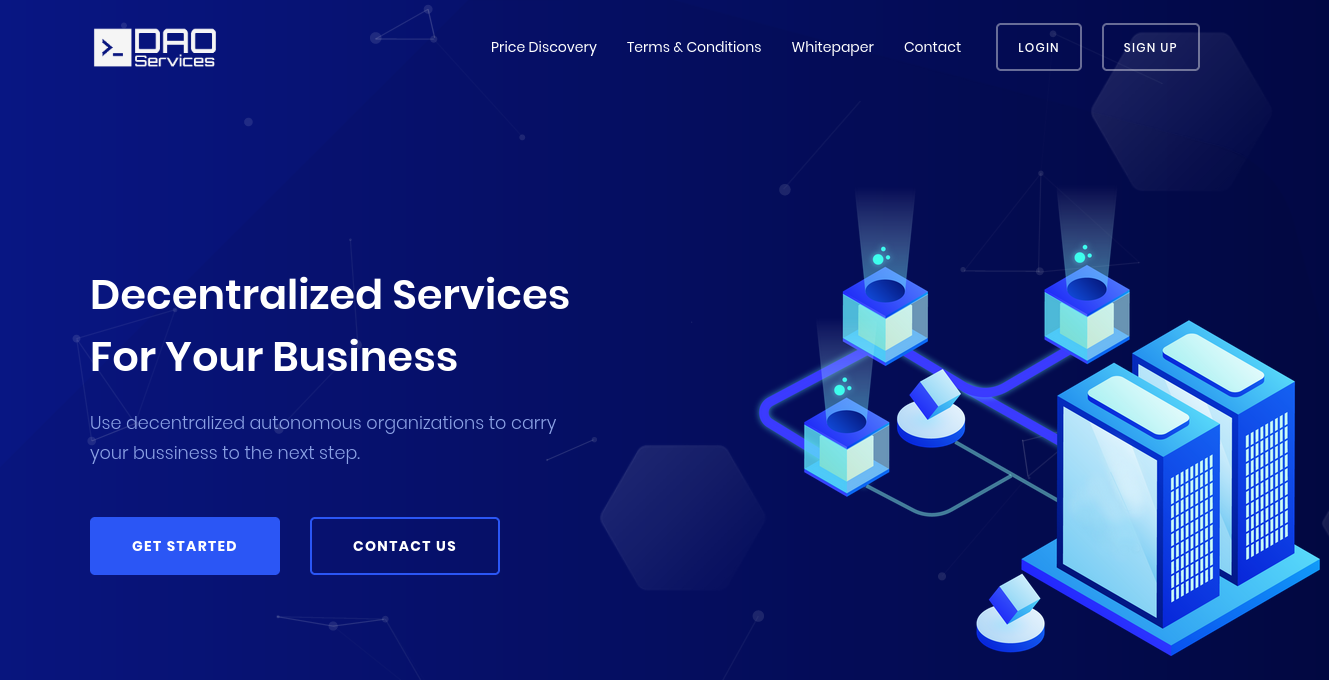 DAO
Services
Price Discovery
Terms & Conditions
Whitepaper
Contact
LOGIN
SIGN UP
Decentralized Services
For Your Business
Use decentralized autonomous organizations to carry
your bussiness to the next step.
GET STARTED
CONTACT US